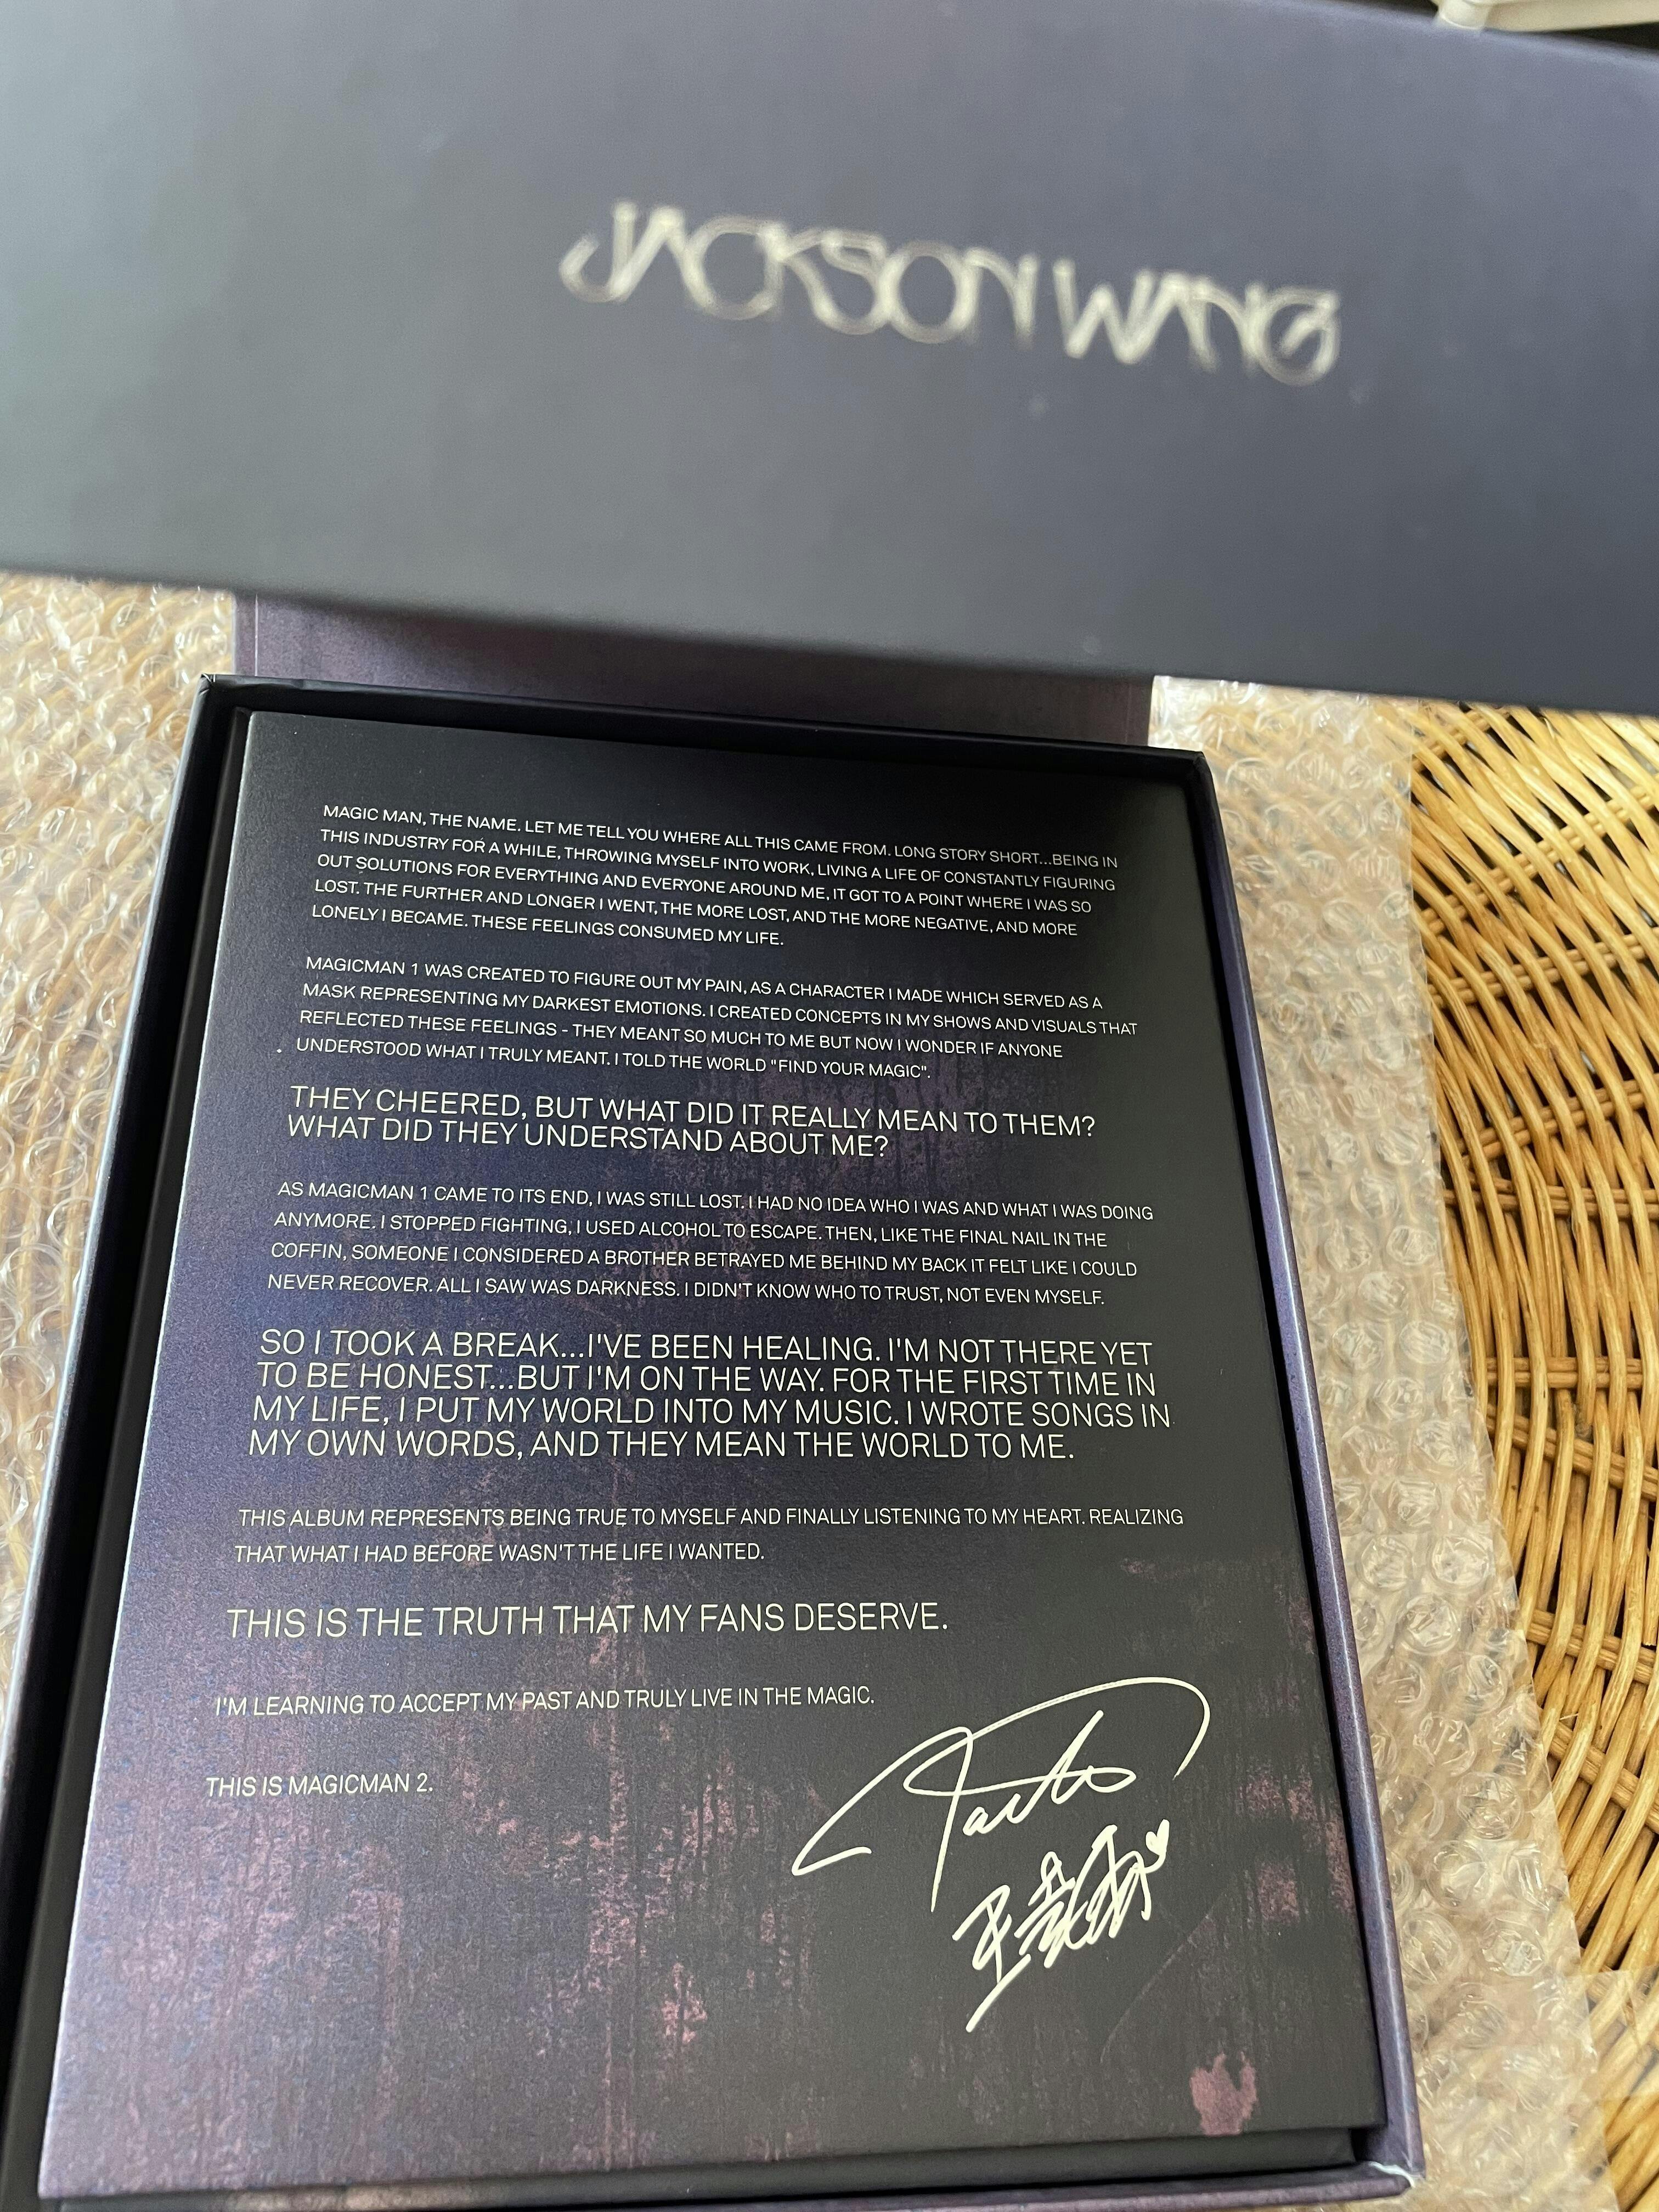 JACKSON WANG
MAGIC MAN, THE NAME. LET ME TELL YOU WHERE ALL THIS CAME FROM. LONG STORY SHORT...BEING IN
THIS INDUSTRY FOR A WHILE, THROWING MYSELF INTO WORK, LIVING A LIFE OF CONSTANTLY FIGURING
OUT SOLUTIONS FOR EVERYTHING AND EVERYONE AROUND ME, IT GOT TO A POINT WHERE I WAS SO
LOST. THE FURTHER AND LONGER I WENT, THE MORE LOST, AND THE MORE NEGATIVE, AND MORE
LONELY I BECAME. THESE FEELINGS CONSUMED MY LIFE.
MAGICMAN 1 WAS CREATED TO FIGURE OUT MY PAIN, AS A CHARACTER I MADE WHICH SERVED AS A
MASK REPRESENTING MY DARKEST EMOTIONS. I CREATED CONCEPTS IN MY SHOWS AND VISUALS THAT
REFLECTED THESE FEELINGS - THEY MEANT SO MUCH TO ME BUT NOW I WONDER IF ANYONE
UNDERSTOOD WHAT I TRULY MEANT. I TOLD THE WORLD "FIND YOUR MAGIC".
THEY CHEERED, BUT WHAT DID IT REALLY MEAN TO THEM?
WHAT DID THEY UNDERSTAND ABOUT ME?
AS MAGICMAN 1 CAME TO ITS END, I WAS STILL LOST. I HAD NO IDEA WHO I WAS AND WHAT I WAS DOING
ANYMORE. I STOPPED FIGHTING, I USED ALCOHOL TO ESCAPE. THEN, LIKE THE FINAL NAIL IN THE
COFFIN, SOMEONE I CONSIDERED A BROTHER BETRAYED ME BEHIND MY BACK IT FELT LIKE I COULD
NEVER RECOVER. ALL I SAW WAS DARKNESS. I DIDN'T KNOW WHO TO TRUST, NOT EVEN MYSELF.
SO I TOOK A BREAK...I'VE BEEN HEALING. I'M NOT THERE YET
TO BE HONEST...BUT I'M ON THE WAY. FOR THE FIRST TIME IN
MY LIFE, I PUT MY WORLD INTO MY MUSIC. I WROTE SONGS IN
MY OWN WORDS, AND THEY MEAN THE WORLD TO ME.
THIS ALBUM REPRESENTS BEING TRUE TO MYSELF AND FINALLY LISTENING TO MY HEART. REALIZING
THAT WHAT I HAD BEFORE WASN'T THE LIFE I WANTED.
THIS IS THE TRUTH THAT MY FANS DESERVE.
I'M LEARNING TO ACCEPT MY PAST AND TRULY LIVE IN THE MAGIC.
THIS IS MAGICMAN 2.